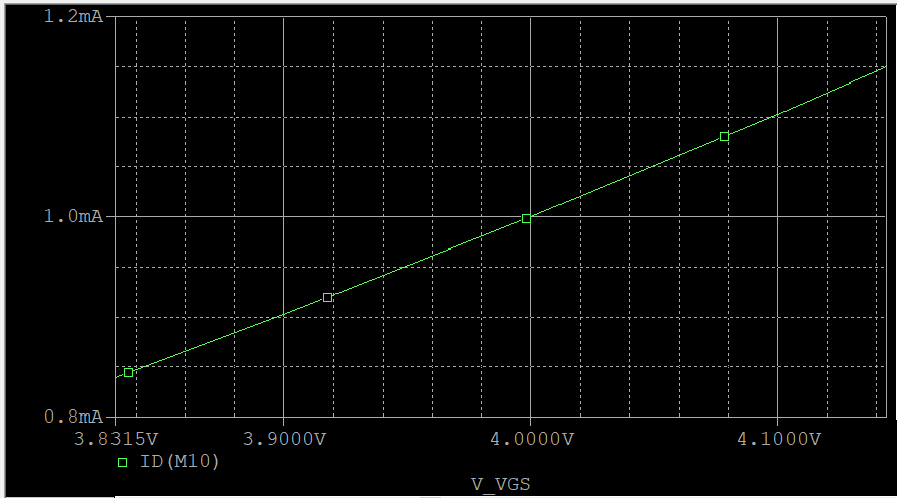 1.2mA
1.0mA
0.8mA
3.8315V 3.9000V 4.0000V 4.1000V
ID(M10)
V_VGS